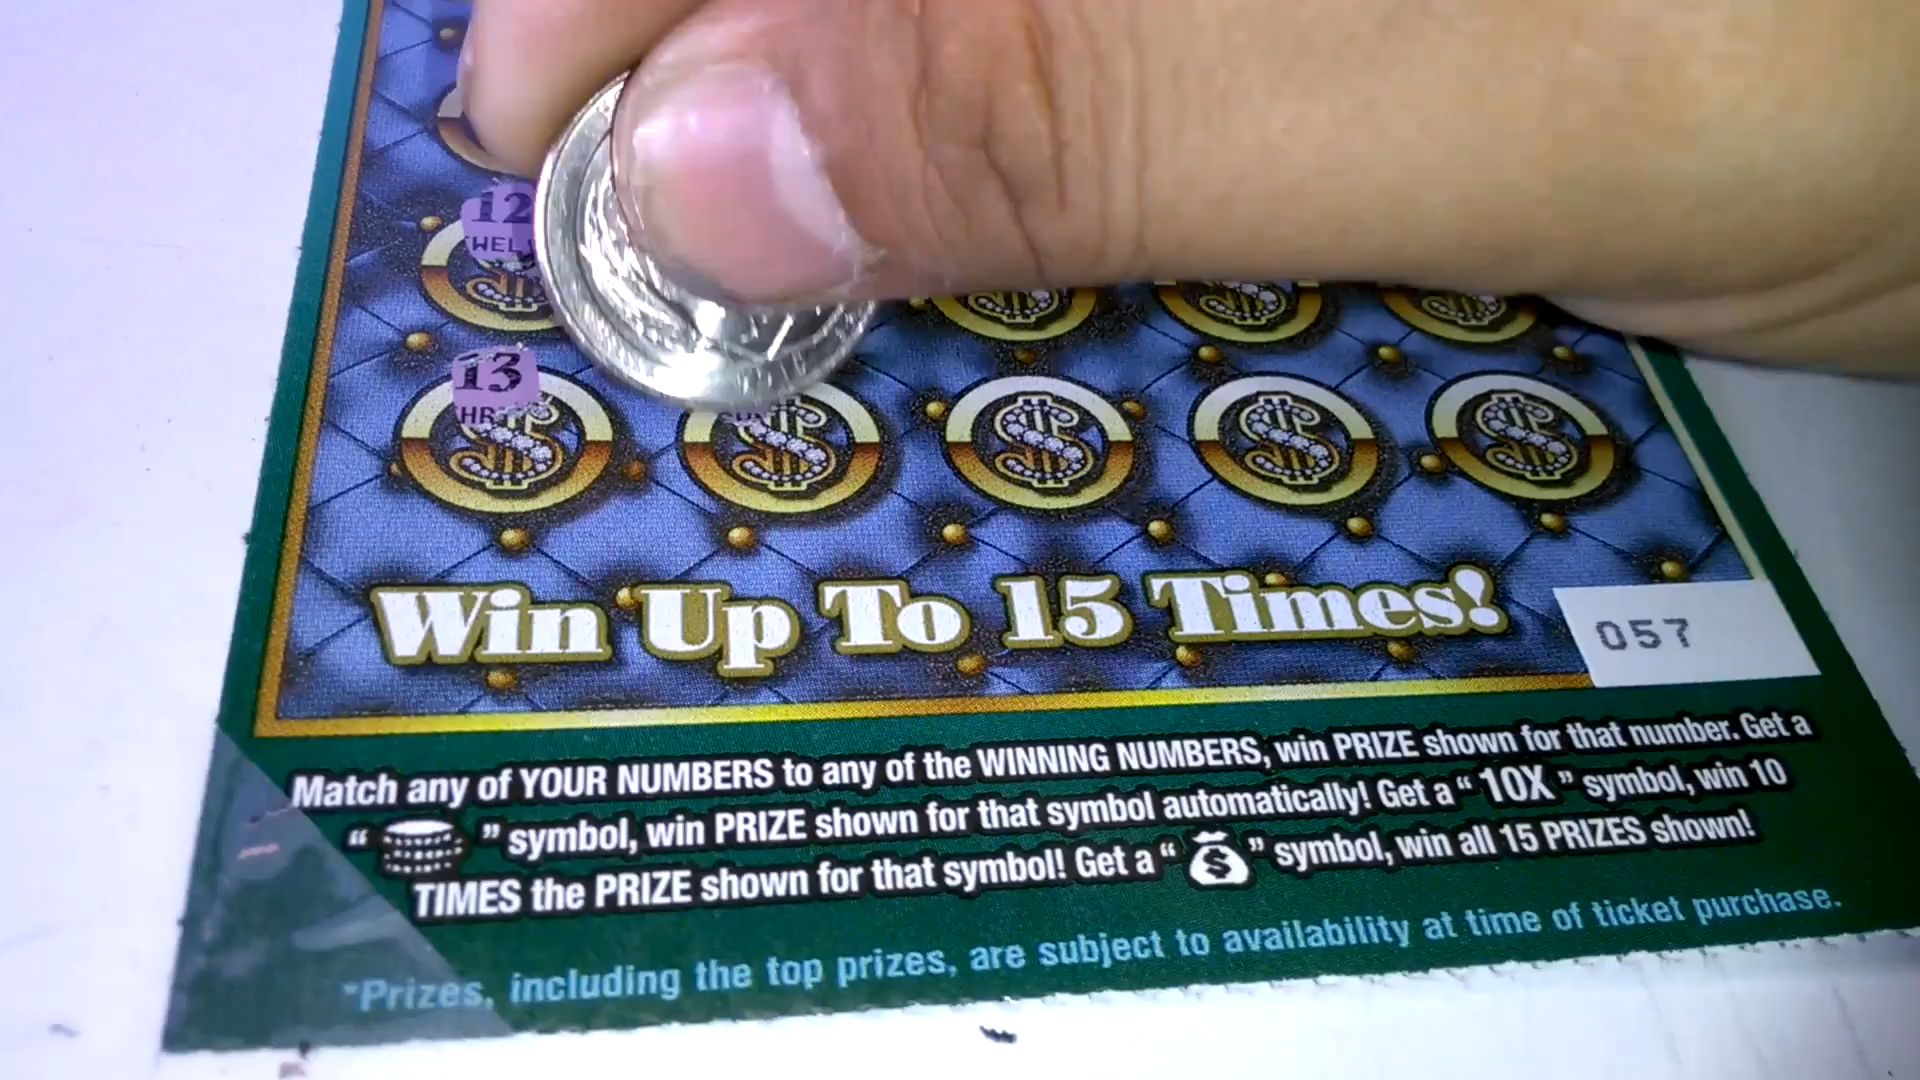 12
13
Win Up To 15 Times!
057
Match any of YOUR NUMBERS to any of the WINNING NUMBERS, win PRIZE shown for that number. Get a
" " symbol, win PRIZE shown for that symbol automatically! Get a " 10X " symbol, win 10
TIMES the PRIZE shown for that symbol! Get a " $ " symbol, win all 15 PRIZES shown!
*Prizes, including the top prizes, are subject to availability at time of ticket purchase.